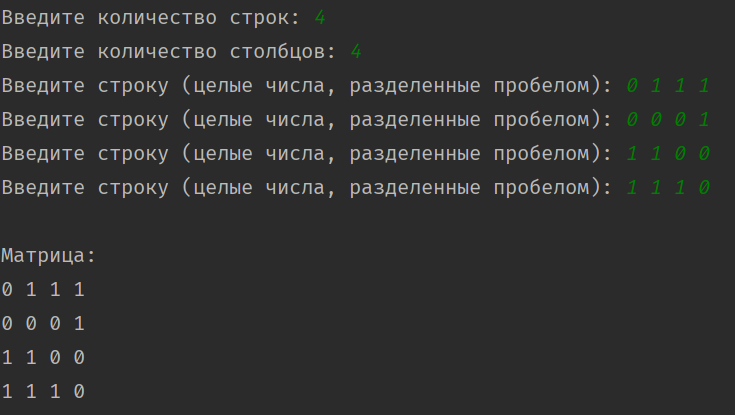 Введите количество строк: 4
Введите количество столбцов: 4
Введите строку (целые числа, разделенные пробелом): 0 1 1 1
Введите строку (целые числа, разделенные пробелом): 0 0 0 1
Введите строку (целые числа, разделенные пробелом): 1 1 0 0
Введите строку (целые числа, разделенные пробелом): 1 1 1 0
Матрица:
0 1 1 1
0 0 0 1
1 1 0 0
1 1 1 0